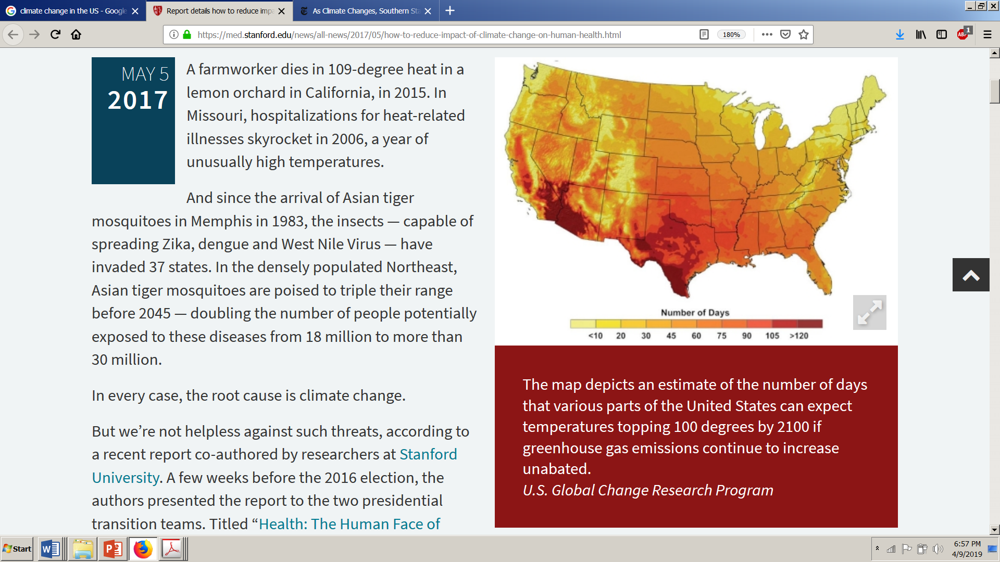 climate change in the US - Google
Report details how to reduce impa
As Climate Changes, Southern Sta
https://med.stanford.edu/news/all-news/2017/05/how-to-reduce-impact-of-climate-change-on-human-health.html
180%
ABP
1
MAY 5
2017
A farmworker dies in 109-degree heat in a
lemon orchard in California, in 2015. In
Missouri, hospitalizations for heat-related
illnesses skyrocket in 2006, a year of
unusually high temperatures.
And since the arrival of Asian tiger
mosquitoes in Memphis in 1983, the insects — capable of
spreading Zika, dengue and West Nile Virus — have
invaded 37 states. In the densely populated Northeast,
Asian tiger mosquitoes are poised to triple their range
before 2045 — doubling the number of people potentially
exposed to these diseases from 18 million to more than
30 million.
In every case, the root cause is climate change.
But we’re not helpless against such threats, according to
a recent report co-authored by researchers at Stanford
University. A few weeks before the 2016 election, the
authors presented the report to the two presidential
transition teams. Titled “Health: The Human Face of
Number of Days
<10 20 30 45 60 75 90 105 >120
The map depicts an estimate of the number of days
that various parts of the United States can expect
temperatures topping 100 degrees by 2100 if
greenhouse gas emissions continue to increase
unabated.
U.S. Global Change Research Program
Start
6:57 PM
4/9/2019